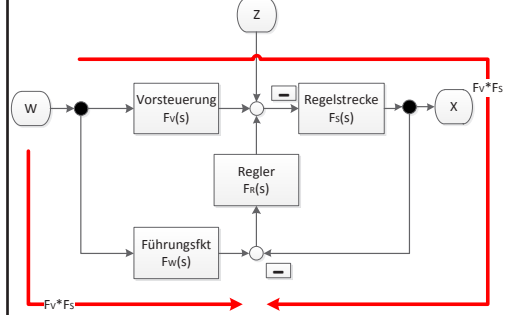 Z
Fv*Fs
W
Vorsteuerung
Fv(s)
Regelstrecke
Fs(s)
X
Regler
FR(s)
Führungsfkt
Fw(s)
Fv*Fs